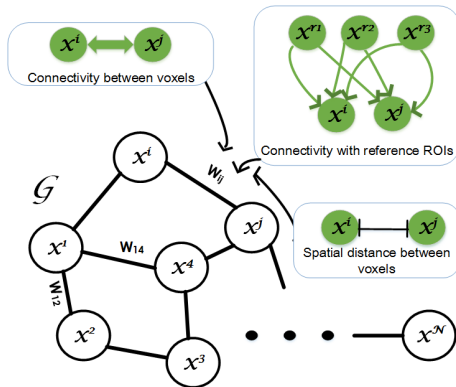 x^i x^j
Connectivity between voxels
x^r1 x^r2 x^r3
x^i x^j
Connectivity with reference ROIs
x^i
W_ij
G
x^j
x^i x^j
Spatial distance between
voxels
x^1
W_14
x^4
W_12
x^2
x^3
x^N